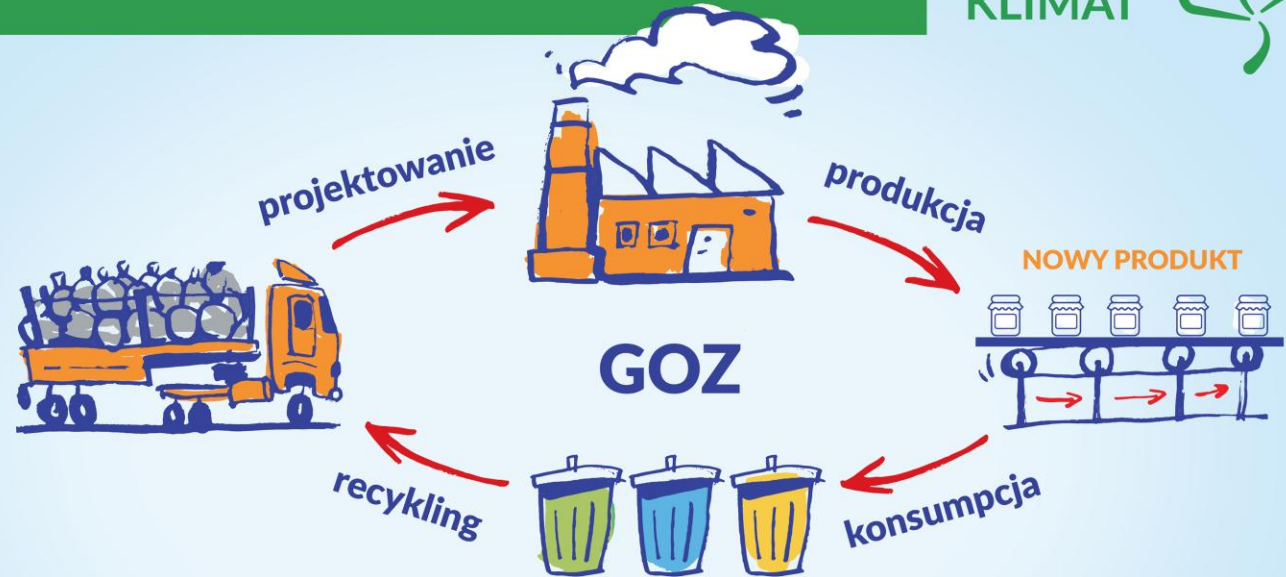 KLIMAT
projektowanie
produkcja
NOWY PRODUKT
GOZ
recykling
konsumpcja